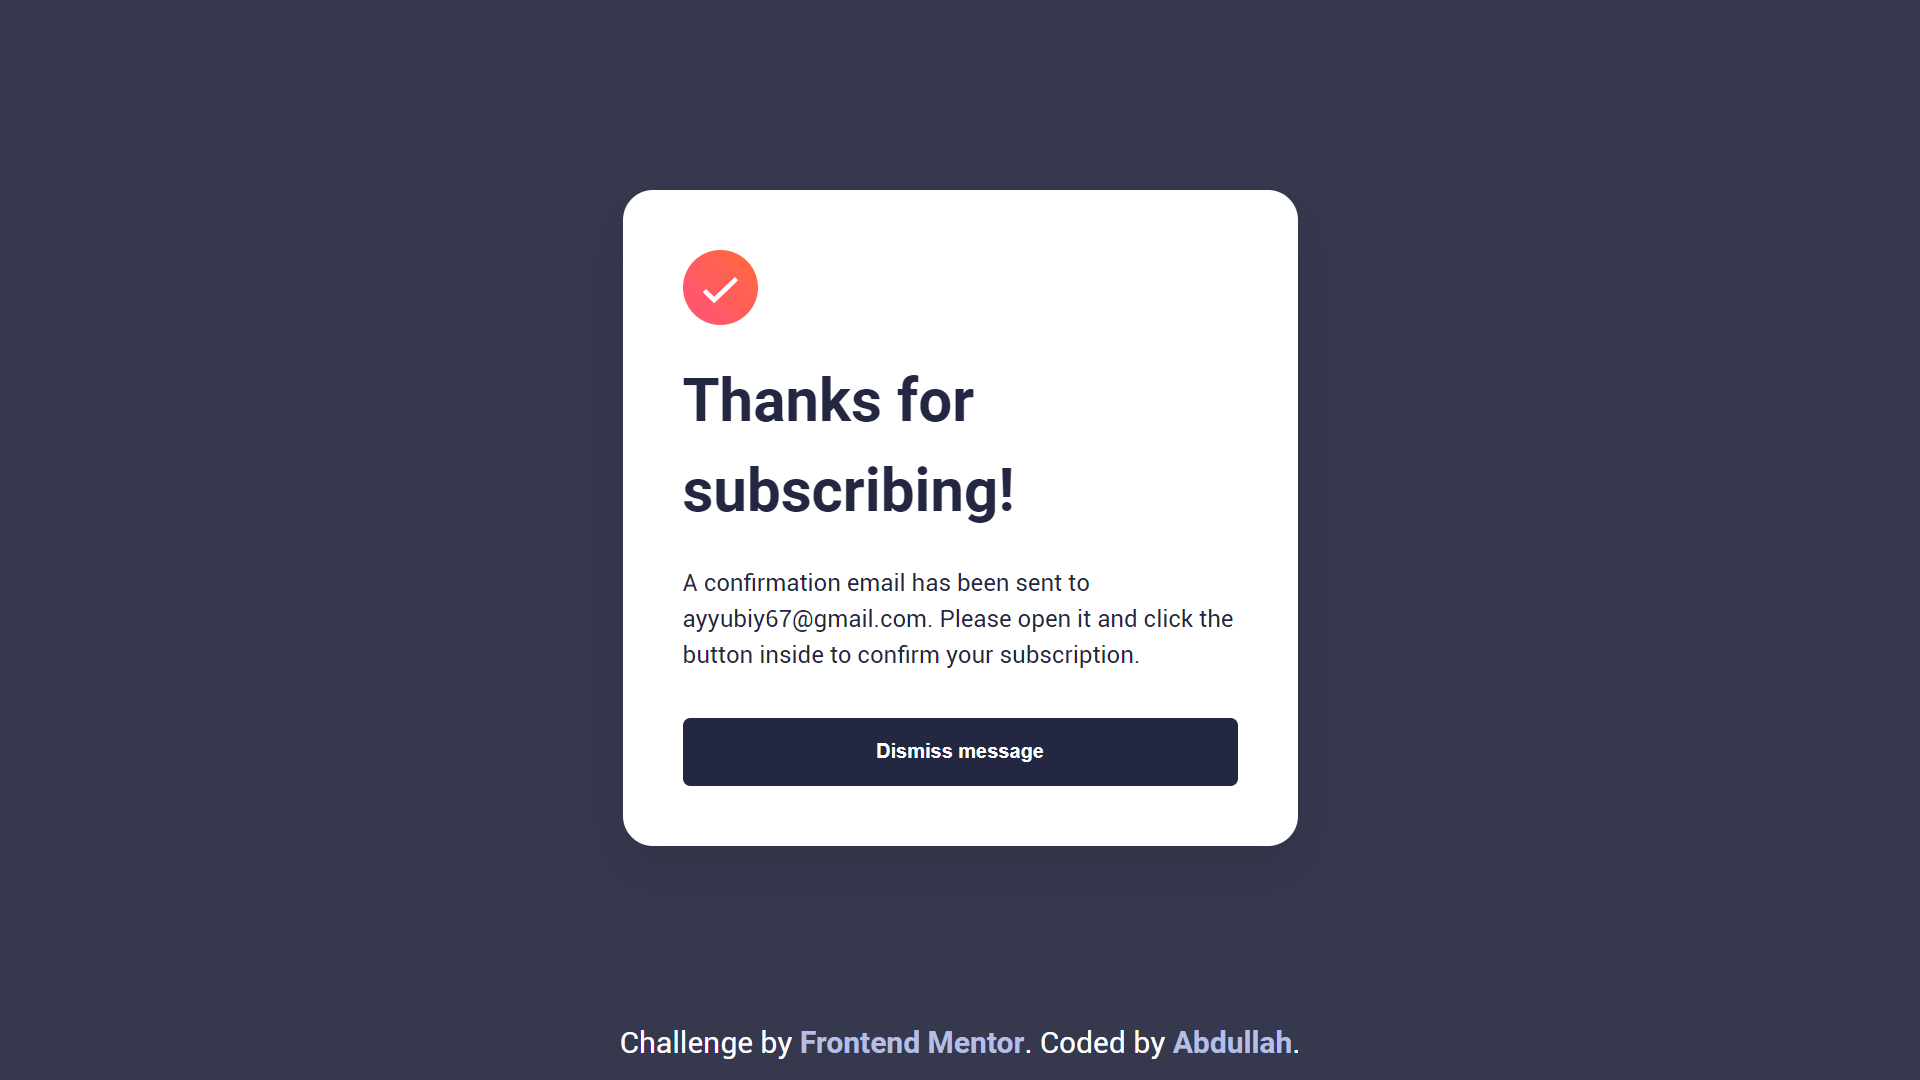 Thanks for
subscribing!
A confirmation email has been sent to
ayyubiy67@gmail.com. Please open it and click the
button inside to confirm your subscription.
Dismiss message
Challenge by Frontend Mentor. Coded by Abdullah.